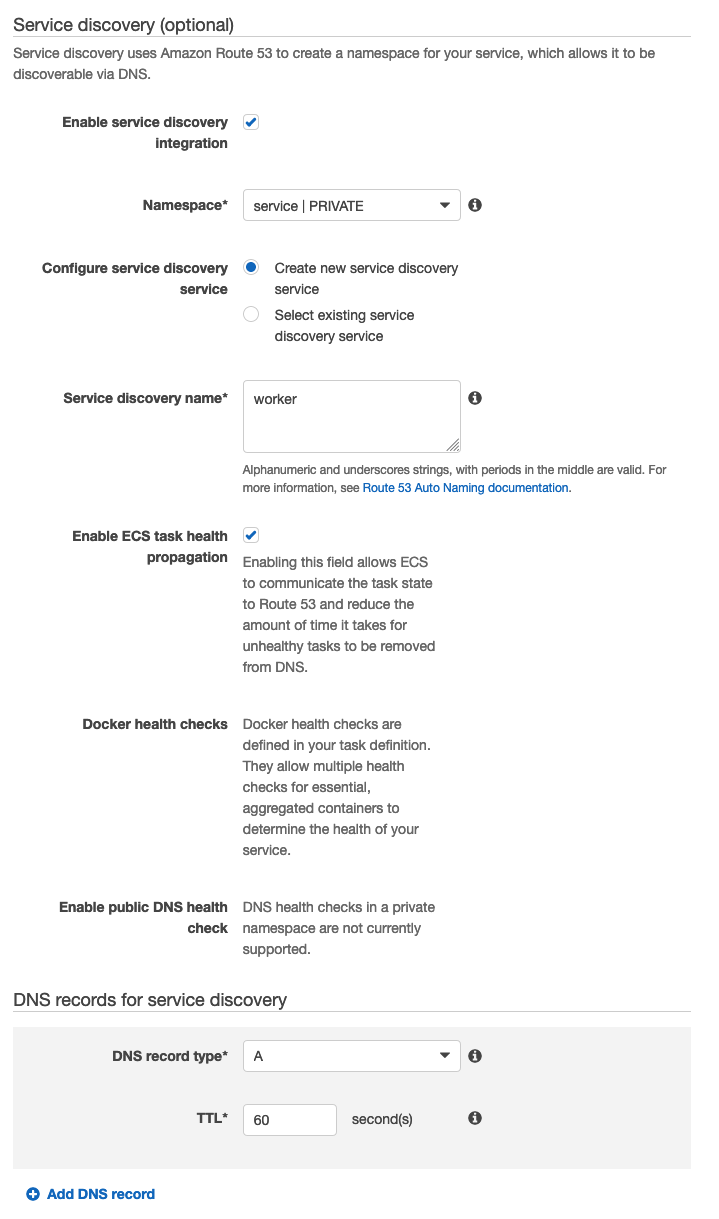 Service discovery (optional)
Service discovery uses Amazon Route 53 to create a namespace for your service, which allows it to be
discoverable via DNS.
Enable service discovery
integration
Namespace*
service | PRIVATE
Configure service discovery
service
Create new service discovery
service
Select existing service
discovery service
Service discovery name*
worker
Alphanumeric and underscores strings, with periods in the middle are valid. For
more information, see Route 53 Auto Naming documentation.
Enable ECS task health
propagation
Enabling this field allows ECS
to communicate the task state
to Route 53 and reduce the
amount of time it takes for
unhealthy tasks to be removed
from DNS.
Docker health checks
Docker health checks are
defined in your task definition.
They allow multiple health
checks for essential,
aggregated containers to
determine the health of your
service.
Enable public DNS health
check
DNS health checks in a private
namespace are not currently
supported.
DNS records for service discovery
DNS record type*
A
TTL*
60
second(s)
Add DNS record